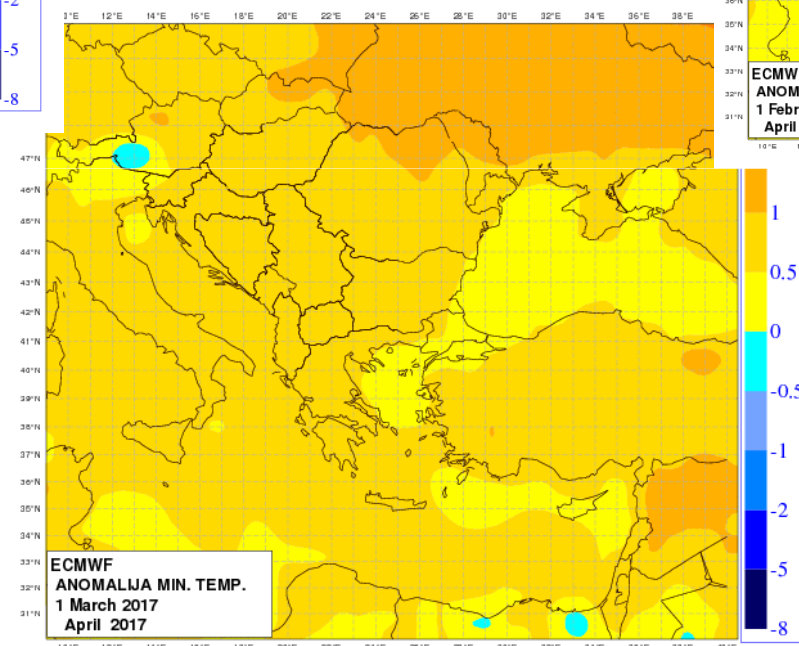 -2
-5
-8
°E 12°E 14°E 16°E 18°E 20°E 22°E 24°E 26°E 28°E 30°E 32°E 34°E 36°E 38°E
35°N
34°N
33°N
32°N
31°N
ECMW
ANOM
1 Febr
April
10°E
47°N
46°N
45°N
44°N
43°N
42°N
41°N
40°N
39°N
38°N
37°N
36°N
35°N
34°N
33°N
32°N
31°N
1
0.5
0
-0.5
-1
-2
-5
-8
ECMWF
ANOMALIJA MIN. TEMP.
1 March 2017
April 2017